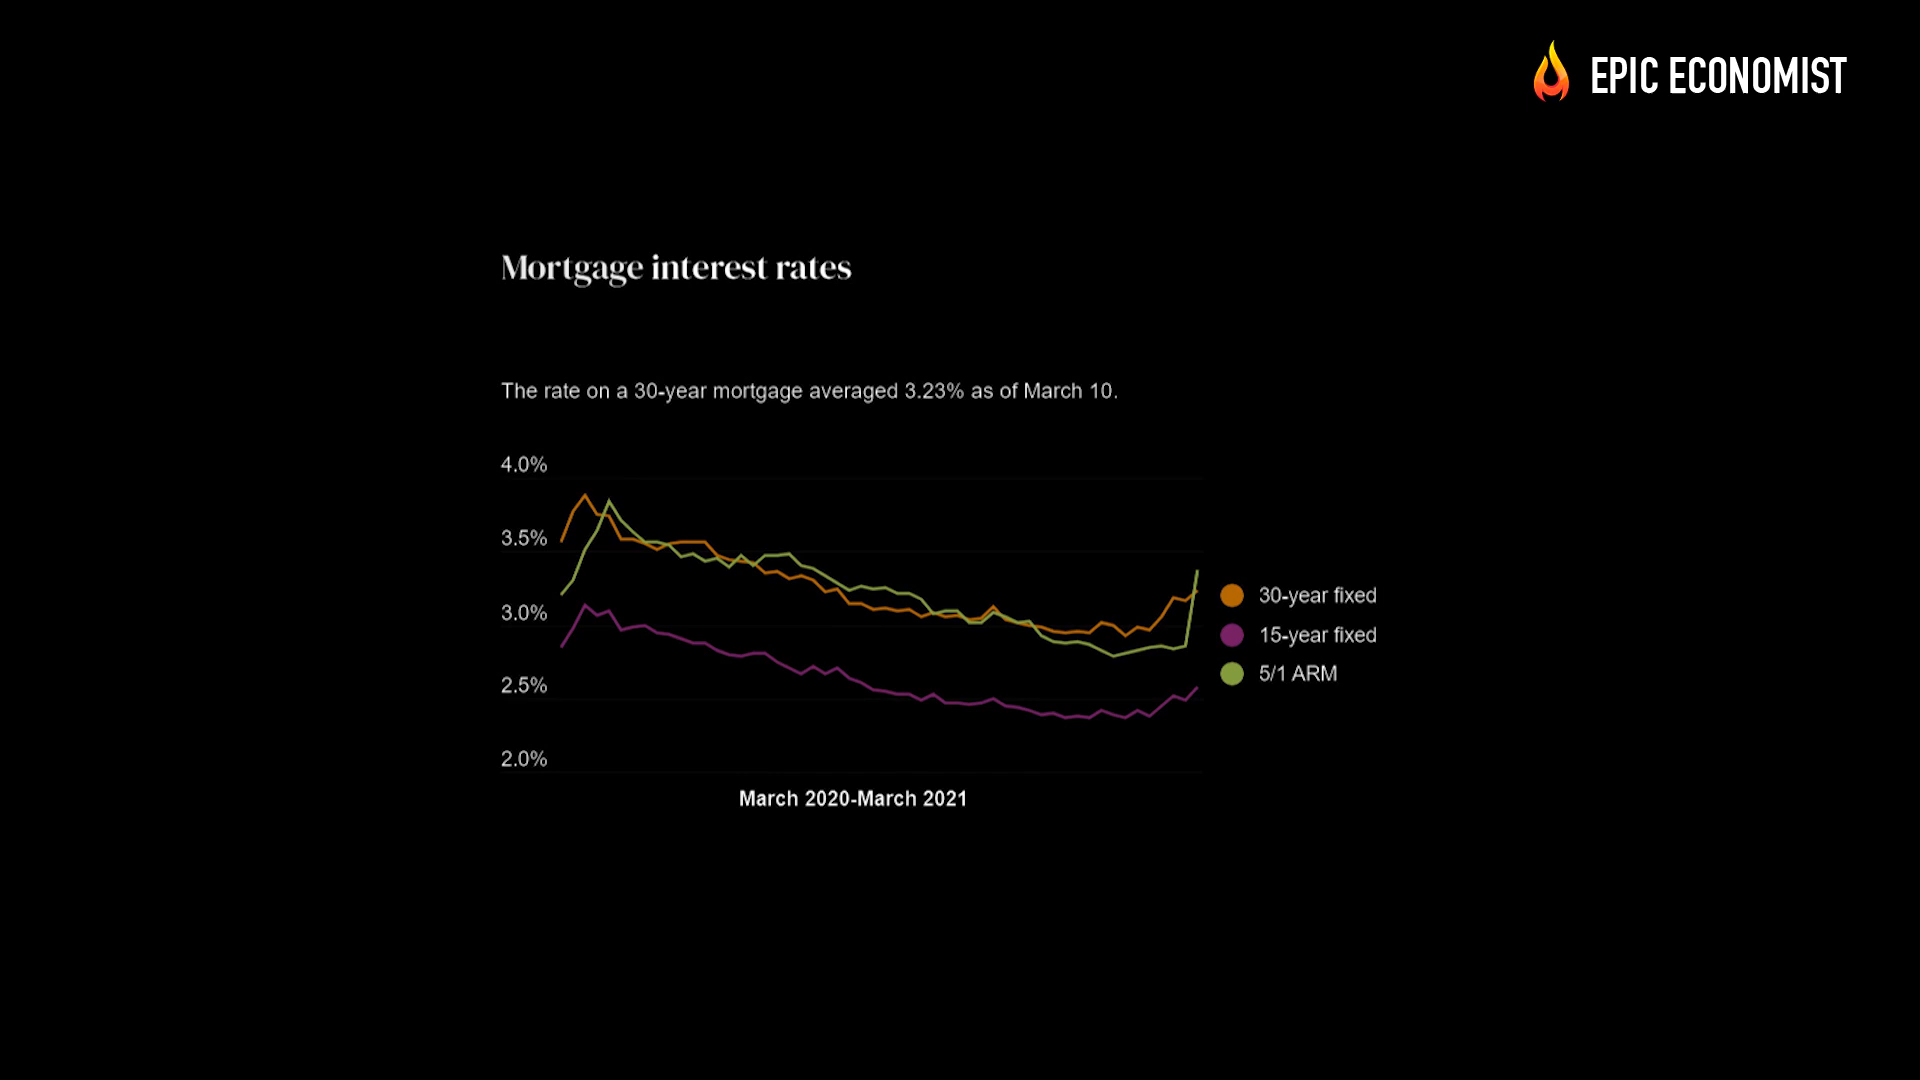 EPIC ECONOMIST
Mortgage interest rates
The rate on a 30-year mortgage averaged 3.23% as of March 10.
4.0%
3.5%
3.0%
2.5%
2.0%
30-year fixed
15-year fixed
5/1 ARM
March 2020-March 2021